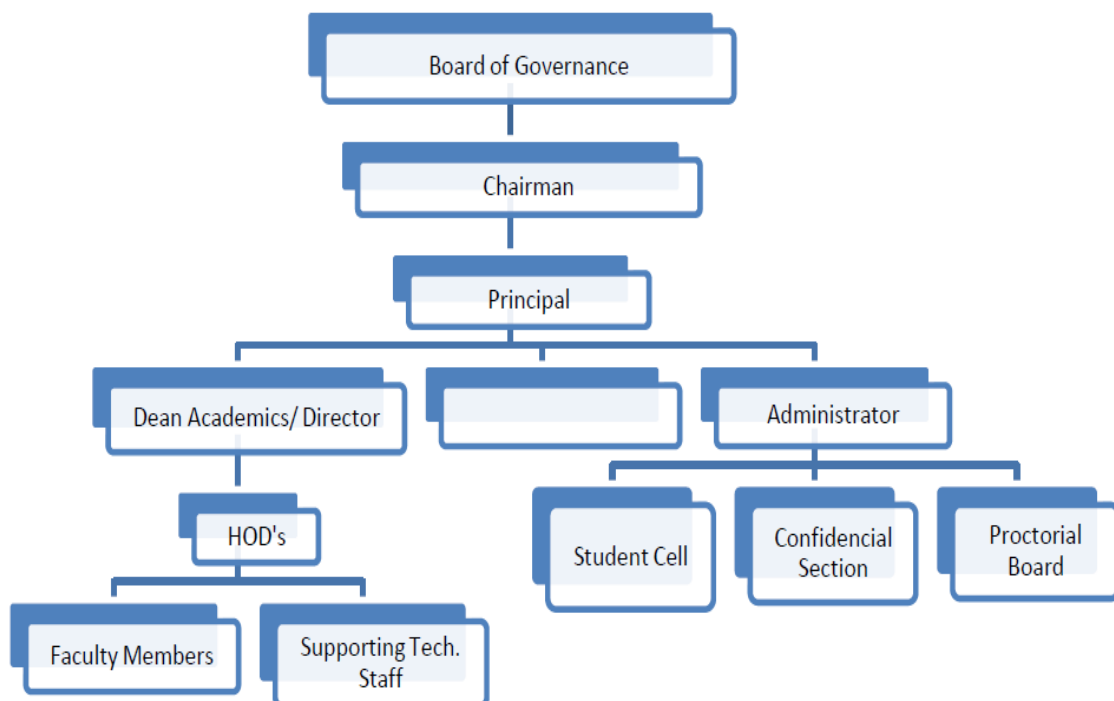 Board of Governance
Chairman
Principal
Dean Academics/ Director
Administrator
HOD's
Student Cell
Confidencial
Section
Proctorial
Board
Faculty Members
Supporting Tech.
Staff